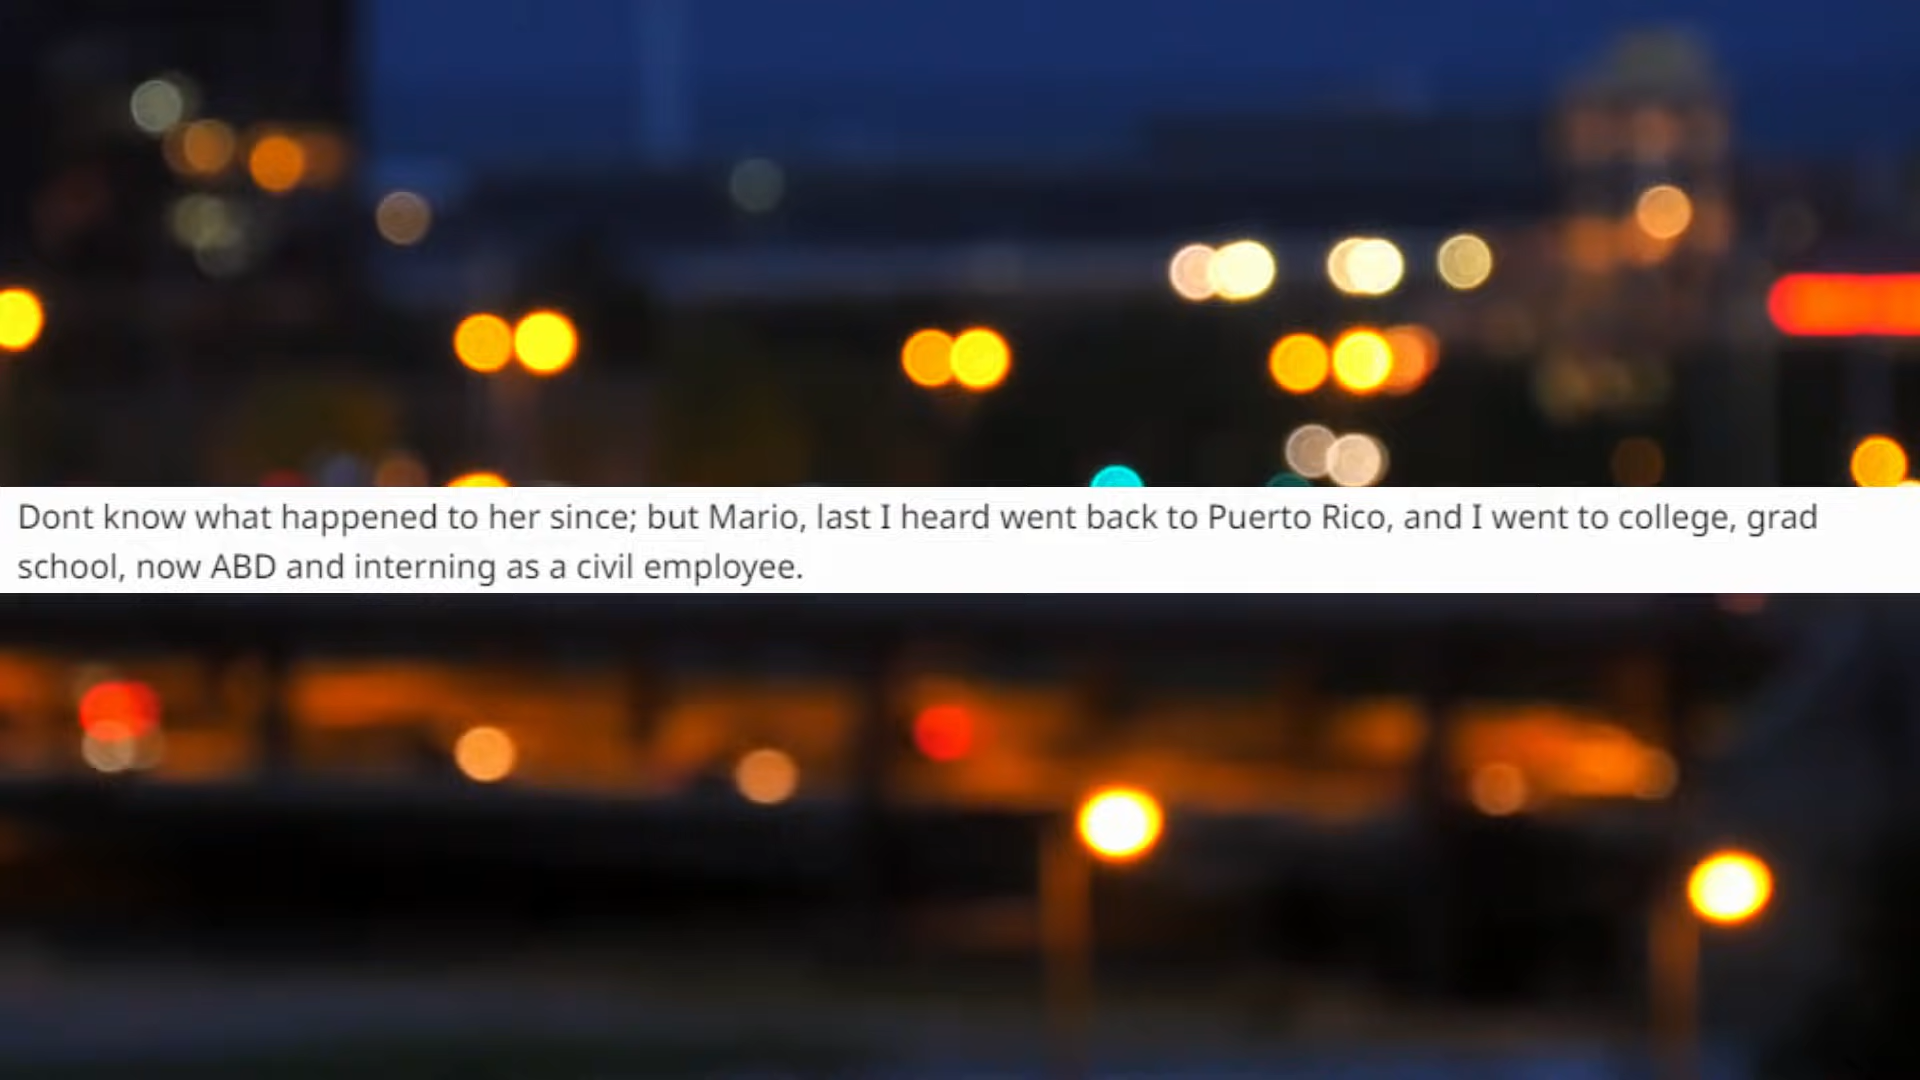 Dont know what happened to her since; but Mario, last I heard went back to Puerto Rico, and I went to college, grad
school, now ABD and interning as a civil employee.